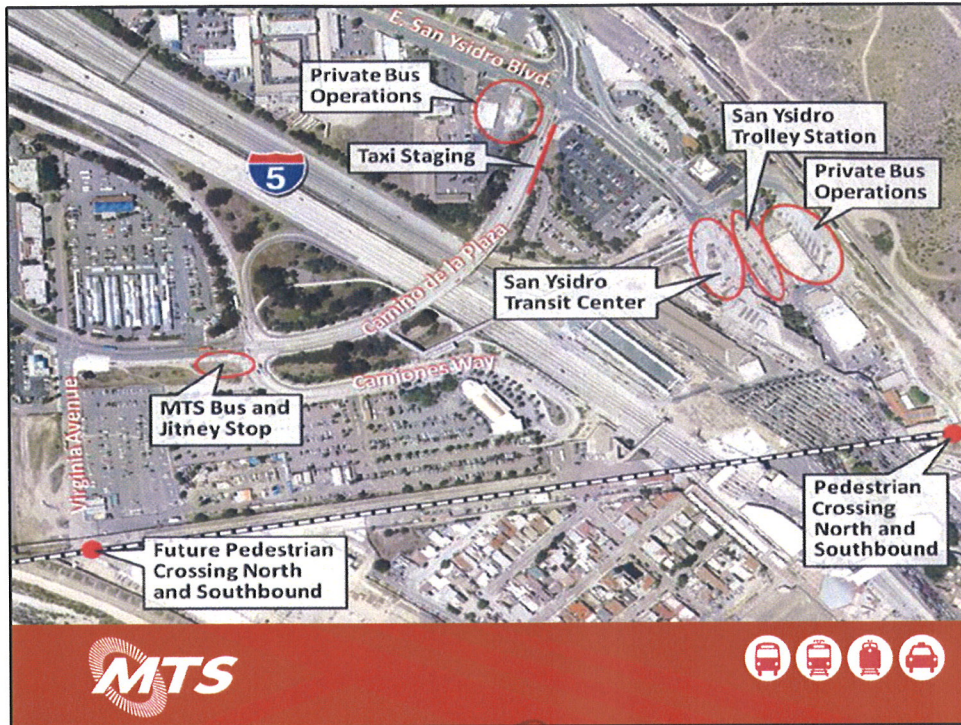 E. San Ysidro Blvd.
Private Bus
Operations
San Ysidro
Trolley Station
Taxi Staging
Private Bus
Operations
5
Camino de la Plaza
San Ysidro
Transit Center
Camiones Way
MTS Bus and
Jitney Stop
Virginia Avenue
Pedestrian
Crossing
North and
Southbound
Future Pedestrian
Crossing North
and Southbound
MTS